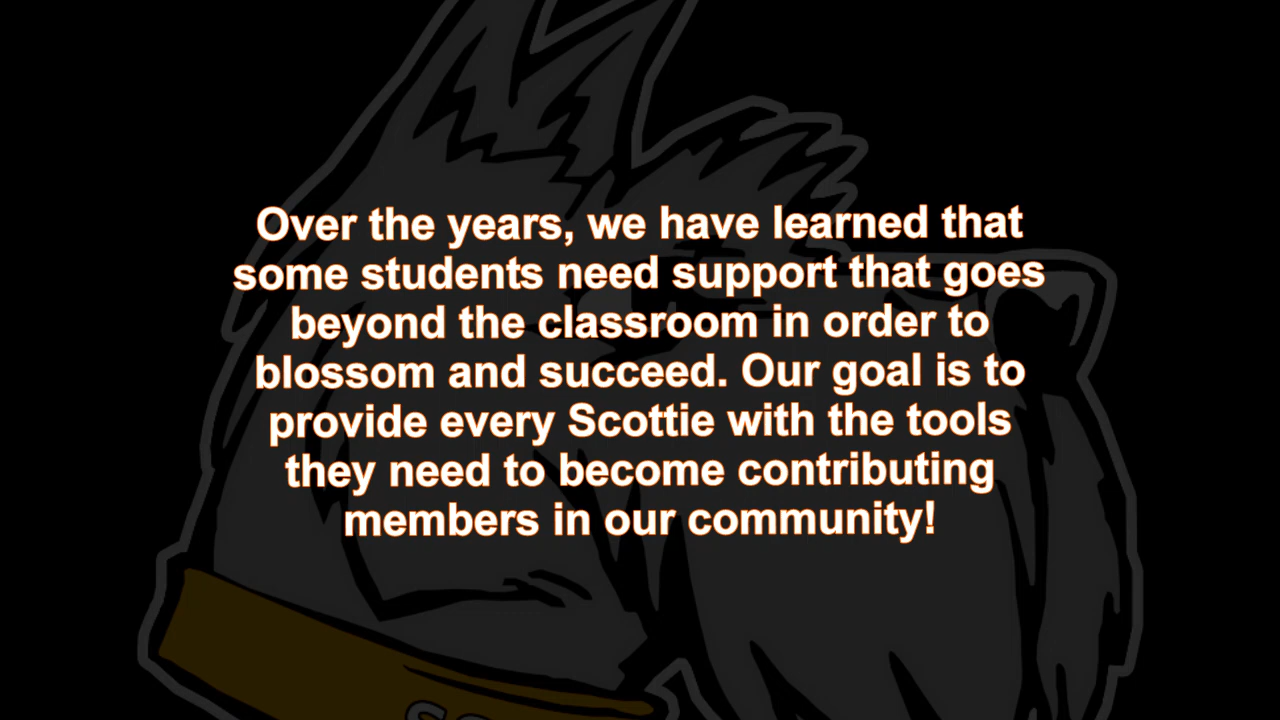 Over the years, we have learned that
some students need support that goes
beyond the classroom in order to
blossom and succeed. Our goal is to
provide every Scottie with the tools
they need to become contributing
members in our community!